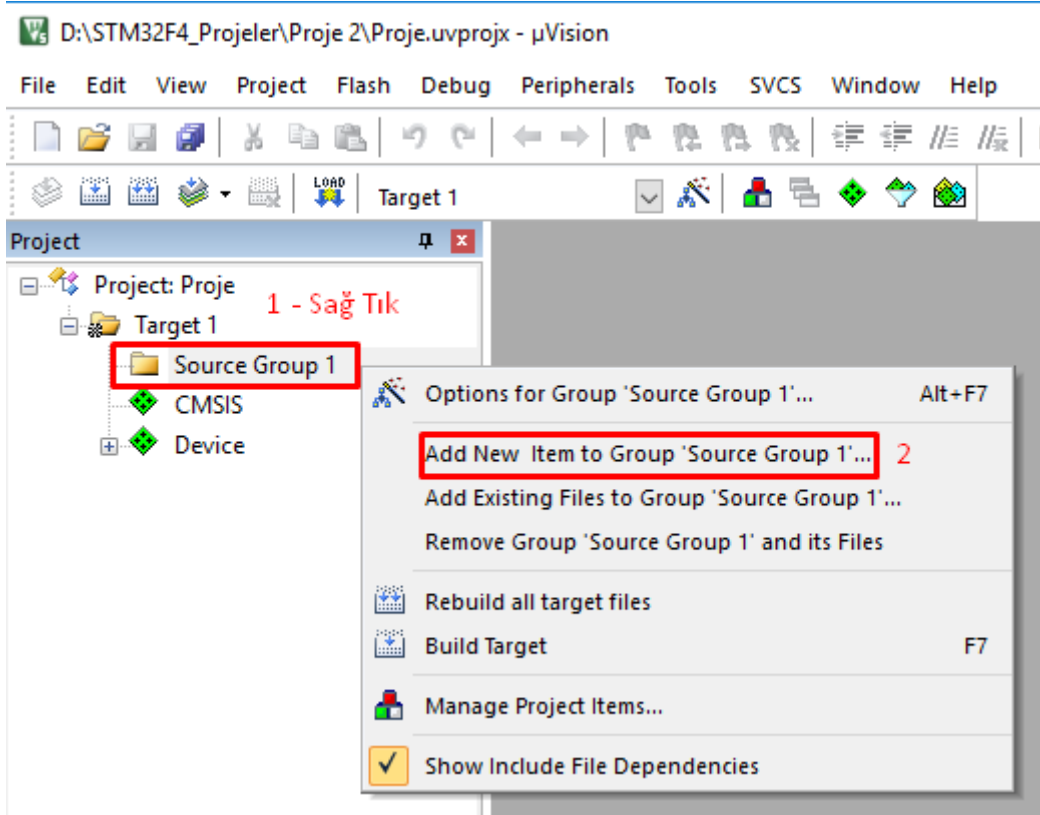 D:\STM32F4_Projeler\Proje 2\Proje.uvprojx - µVision
File Edit View Project Flash Debug Peripherals Tools SVCS Window Help
LOAD Target 1
Project
Project: Proje
1 - Sağ Tık
Target 1
Source Group 1
Options for Group 'Source Group 1'... Alt+F7
CMSIS
Device
Add New Item to Group 'Source Group 1'... 2
Add Existing Files to Group 'Source Group 1'...
Remove Group 'Source Group 1' and its Files
Rebuild all target files
Build Target F7
Manage Project Items...
Show Include File Dependencies